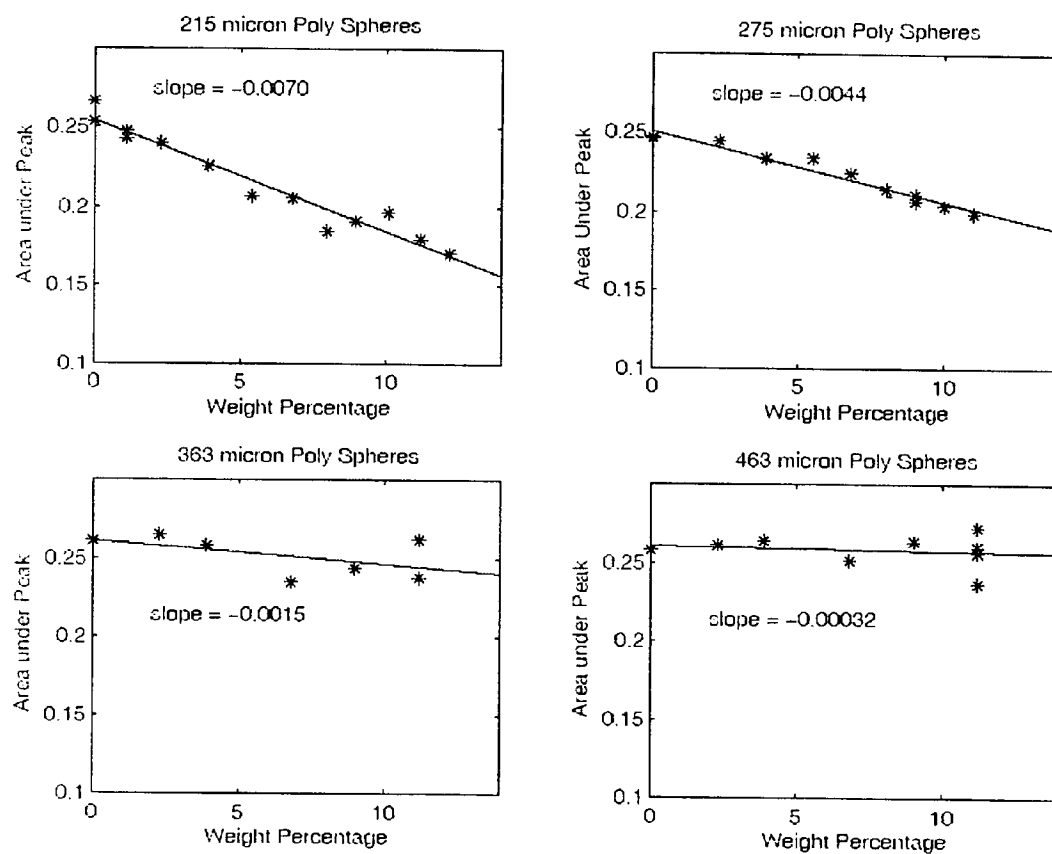 215 micron Poly Spheres
slope = −0.0070
Area under Peak
0.25
0.2
0.15
0.1
0
5
10
Weight Percentage
275 micron Poly Spheres
slope = −0.0044
Area Under Peak
0.25
0.2
0.15
0.1
0
5
10
Weight Percentage
363 micron Poly Spheres
slope = −0.0015
Area under Peak
0.25
0.2
0.15
0.1
0
5
10
Weight Percentage
463 micron Poly Spheres
slope = −0.00032
Area under Peak
0.25
0.2
0.15
0.1
0
5
10
Weight Percentage